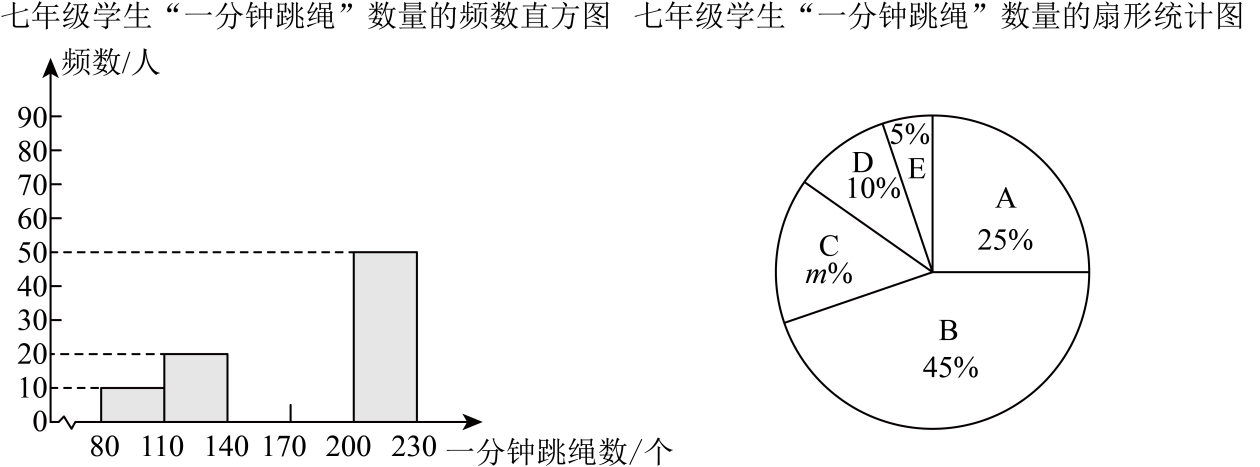 七年级学生“一分钟跳绳”数量的频数直方图
频数/人
90
80
70
60
50
40
30
20
10
0
80 110 140 170 200 230 一分钟跳绳数/个
七年级学生“一分钟跳绳”数量的扇形统计图
5%
E
D
10%
A
25%
C
m%
B
45%